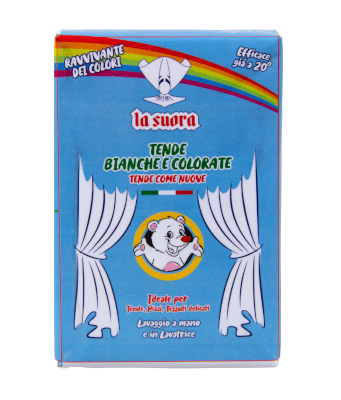 RAVVIVANTE
DEI COLORI
Efficace
già a 20°
la suora
TENDE
BIANCHE E COLORATE
TENDE COME NUOVE
Ideale per
Tende, Pizzi, Tessuti delicati
Lavaggio a mano
e in Lavatrice